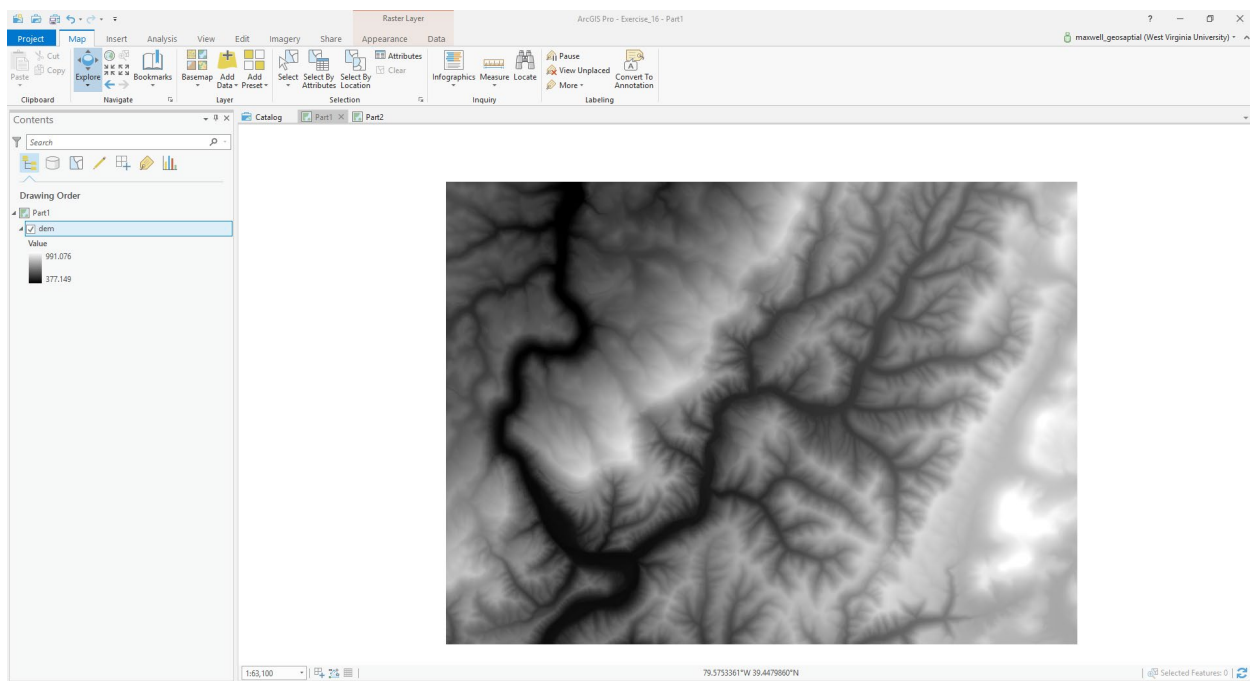 Raster Layer
ArcGIS Pro - Exercise_16 - Part1
?
Project Map Insert Analysis View Edit Imagery Share Appearance Data
maxwell_geosaptial (West Virginia University)
Paste
Cut
Copy
Explore
Bookmarks
Basemap
Add Data
Add Preset
Select
Select By Attributes
Select By Location
Attributes
Clear
Infographics
Measure
Locate
Pause
View Unplaced
More
Convert To Annotation
Clipboard Navigate Layer Selection Inquiry Labeling
Contents
Catalog Part1 Part2
Search
Drawing Order
Part1
dem
Value
991.076
377.149
1:63,100
79.5753361°W 39.4479860°N
Selected Features: 0